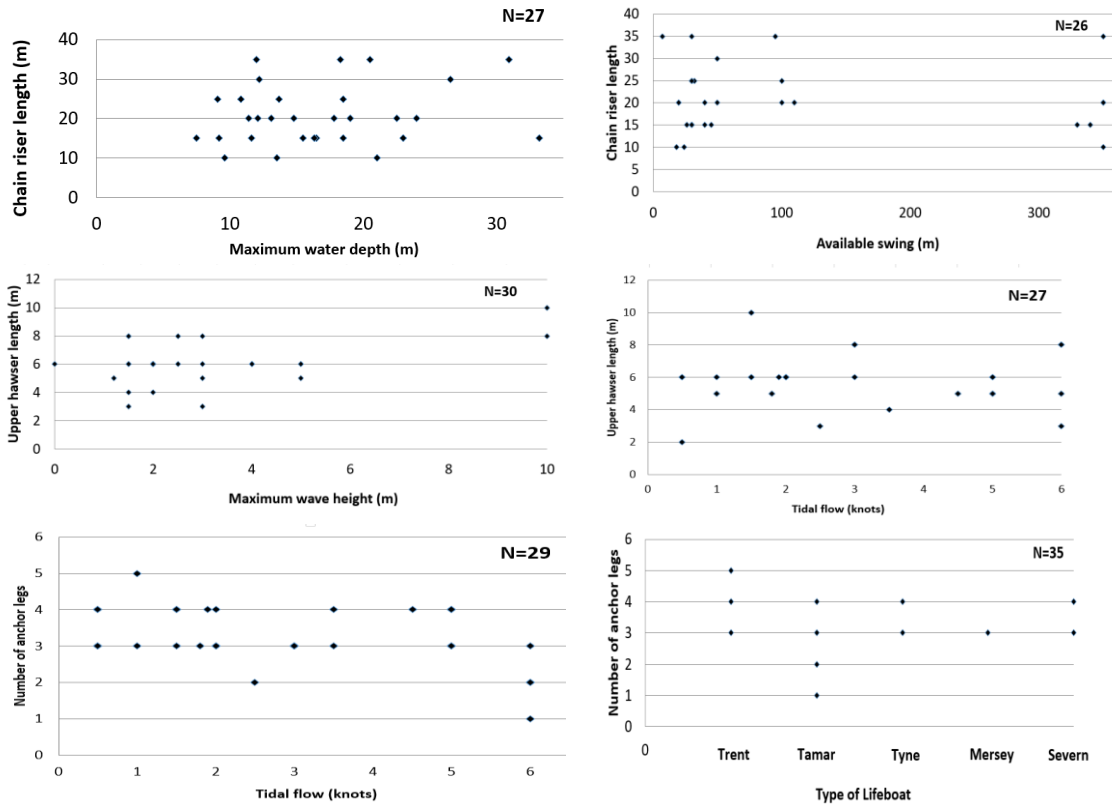 N=27
40
30
20
10
0
Chain riser length (m)
0 10 20 30
Maximum water depth (m)
N=26
40
35
30
25
20
15
10
5
0
Chain riser length
0 100 200 300
Available swing (m)
N=30
12
10
8
6
4
2
0
Upper hawser length (m)
0 2 4 6 8 10
Maximum wave height (m)
N=27
12
10
8
6
4
2
0
Upper hawser length (m)
0 1 2 3 4 5 6
Tidal flow (knots)
N=29
6
5
4
3
2
1
0
Number of anchor legs
0 1 2 3 4 5 6
Tidal flow (knots)
N=35
6
5
4
3
2
1
0
Number of anchor legs
0 Trent Tamar Tyne Mersey Severn
Type of Lifeboat